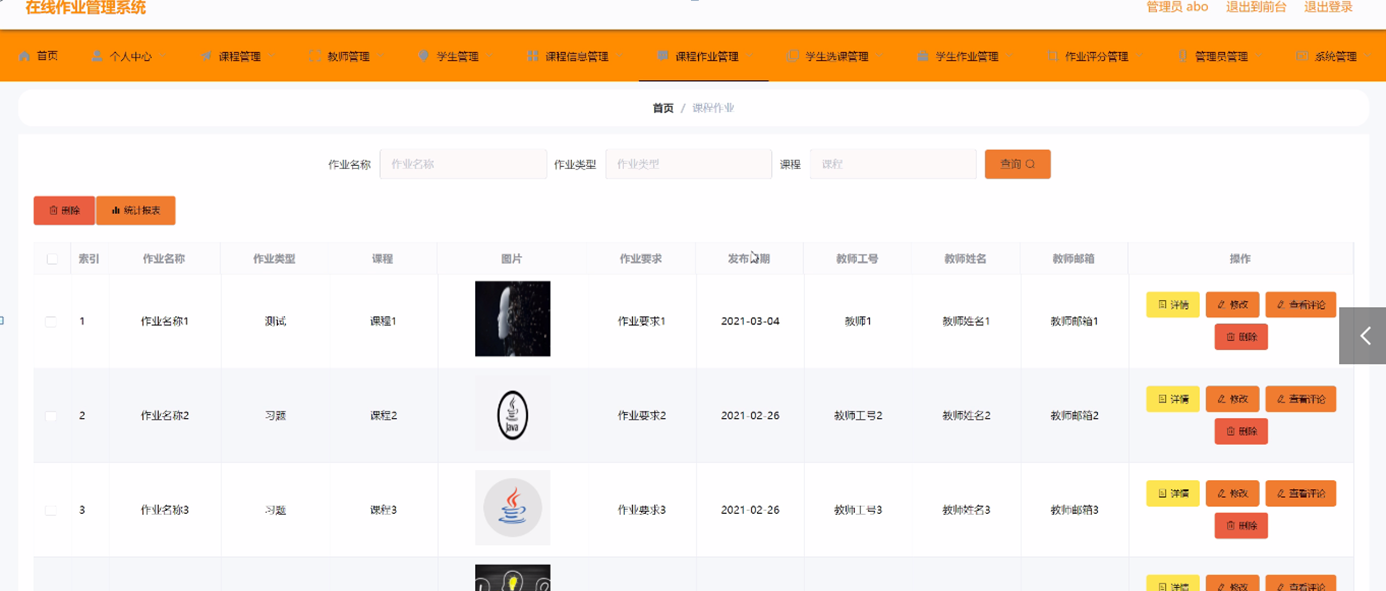 在线作业管理系统
管理员 abo 退出到前台 退出登录
首页 个人中心 课程管理 教师管理 学生管理 课程信息管理 课程作业管理 学生选课管理 学生作业管理 作业评分管理 管理员管理 系统管理
首页 / 课程作业
作业名称 作业名称 作业类型 作业类型 课程 课程 查询
删除 统计报表
索引 作业名称 作业类型 课程 图片 作业要求 发布日期 教师工号 教师姓名 教师邮箱 操作
详情 修改 查看评论
1 作业名称1 测试 课程1 作业要求1 2021-03-04 教师1 教师姓名1 教师邮箱1
删除
详情 修改 查看评论
2 作业名称2 习题 课程2 Java 作业要求2 2021-02-26 教师工号2 教师姓名2 教师邮箱2
删除
详情 修改 查看评论
3 作业名称3 习题 课程3 作业要求3 2021-02-26 教师工号3 教师姓名3 教师邮箱3
删除
详情 修改 查看评论